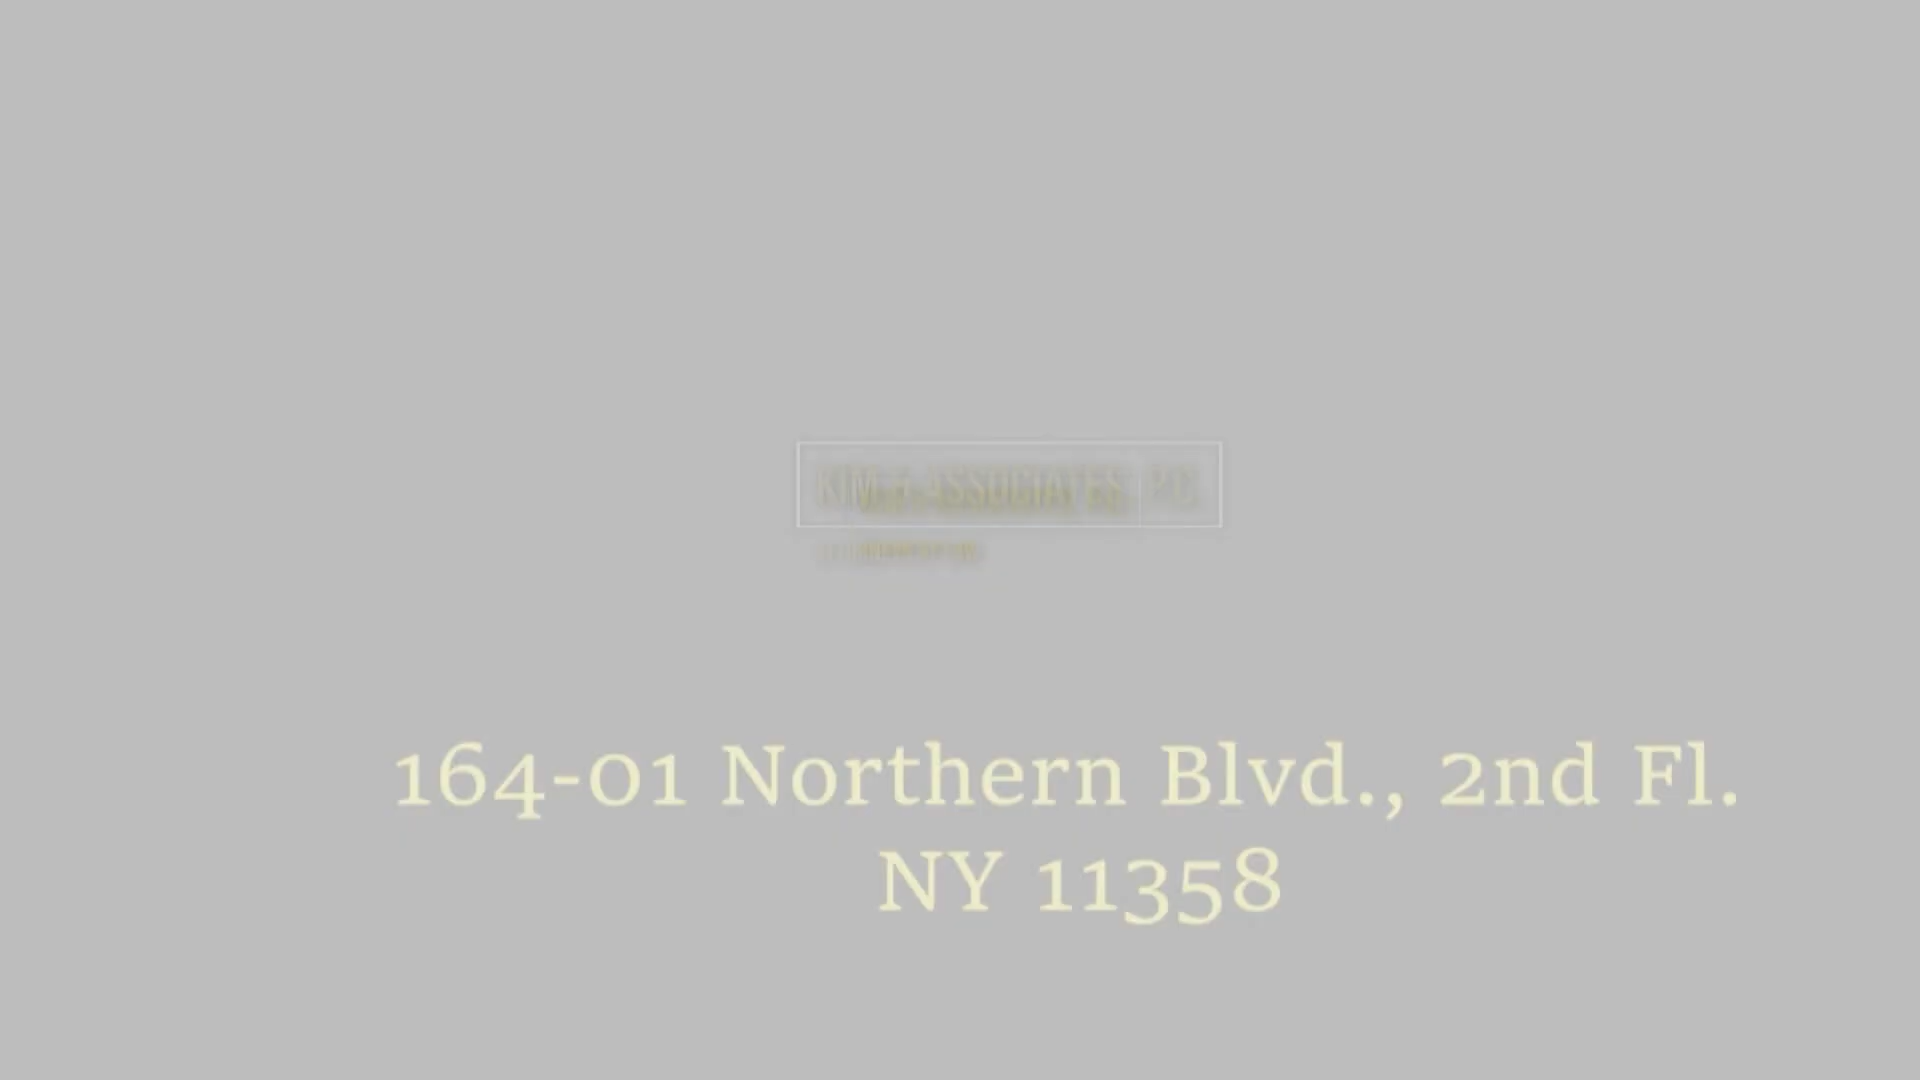 KIM & ASSOCIATES, P.C.
164-01 Northern Blvd., 2nd Fl.
NY 11358